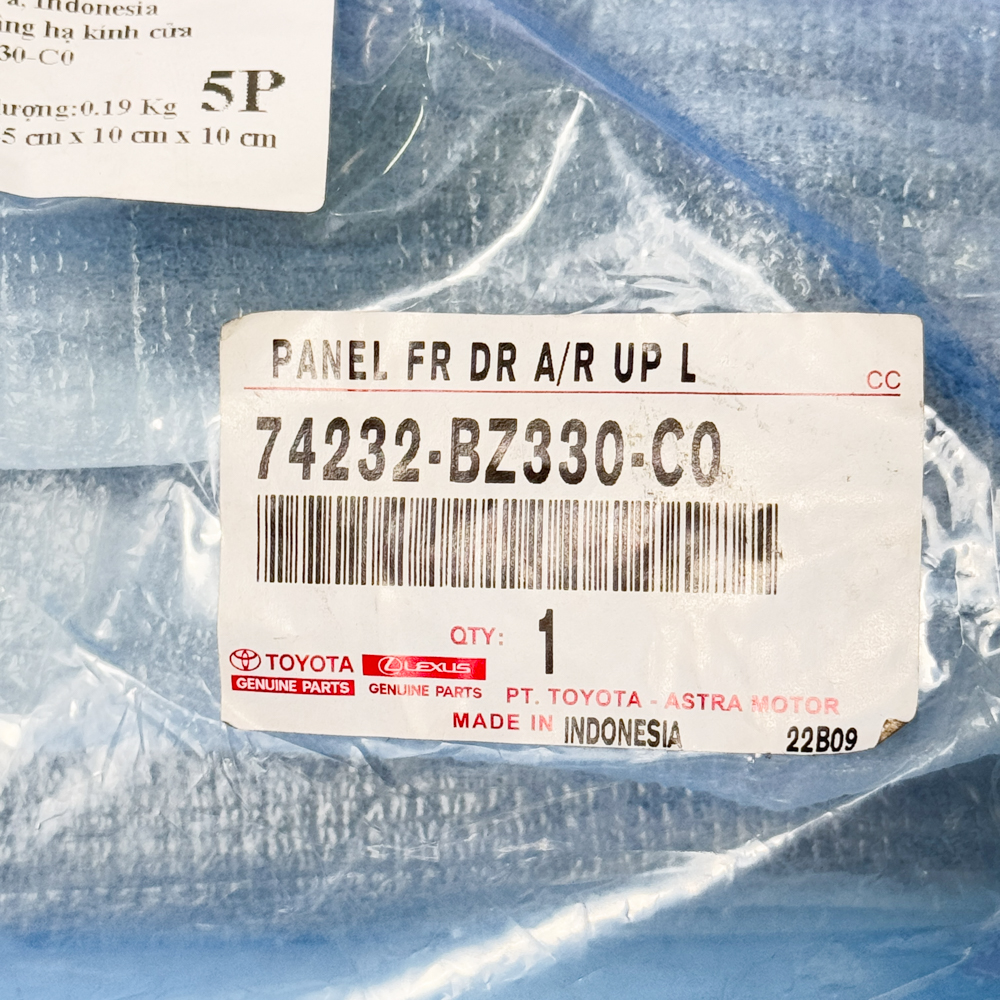 Indonesia
hạ kính cửa
30-C0
5P
ượng:0.19 Kg
5 cm x 10 cm x 10 cm
PANEL FR DR A/R UP L
CC
74232-BZ330-C0
QTY: 1
TOYOTA
GENUINE PARTS
LEXUS
GENUINE PARTS
PT. TOYOTA - ASTRA MOTOR
MADE IN INDONESIA
22B09